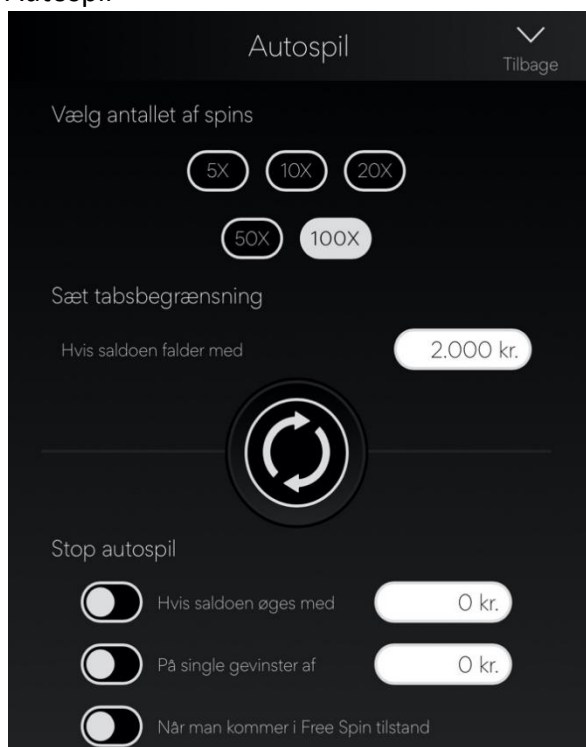 Autospil
Autospil
Tilbage
Vælg antallet af spins
5X 10X 20X
50X 100X
Sæt tabsbegrænsning
Hvis saldoen falder med 2.000 kr.
Stop autospil
Hvis saldoen øges med 0 kr.
På single gevinster af 0 kr.
Når man kommer i Free Spin tilstand